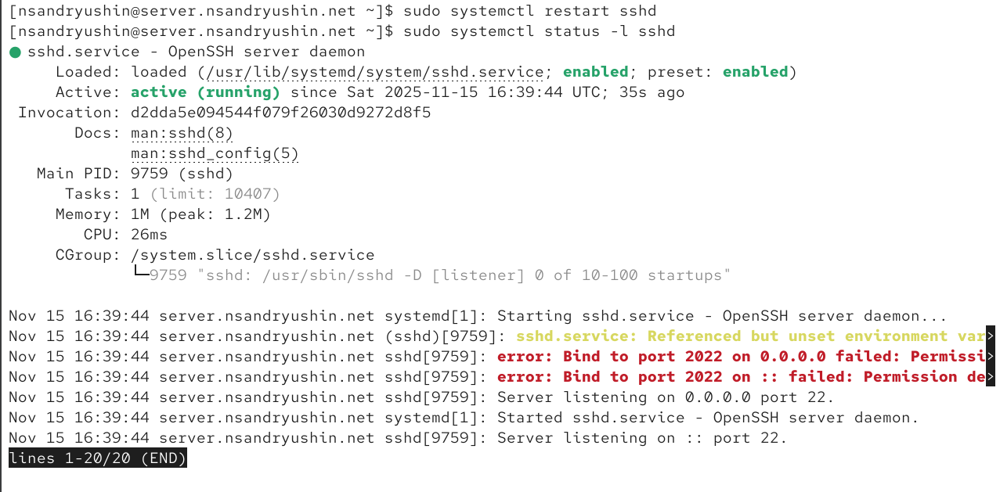 [nsandryushin@server.nsandryushin.net ~]$ sudo systemctl restart sshd
[nsandryushin@server.nsandryushin.net ~]$ sudo systemctl status -l sshd
● sshd.service - OpenSSH server daemon
     Loaded: loaded (/usr/lib/systemd/system/sshd.service; enabled; preset: enabled)
     Active: active (running) since Sat 2025-11-15 16:39:44 UTC; 35s ago
 Invocation: d2dda5e094544f079f26030d9272d8f5
       Docs: man:sshd(8)
             man:sshd_config(5)
   Main PID: 9759 (sshd)
      Tasks: 1 (limit: 10407)
     Memory: 1M (peak: 1.2M)
        CPU: 26ms
     CGroup: /system.slice/sshd.service
             └─9759 "sshd: /usr/sbin/sshd -D [listener] 0 of 10-100 startups"
Nov 15 16:39:44 server.nsandryushin.net systemd[1]: Starting sshd.service - OpenSSH server daemon...
Nov 15 16:39:44 server.nsandryushin.net (sshd)[9759]: sshd.service: Referenced but unset environment var>
Nov 15 16:39:44 server.nsandryushin.net sshd[9759]: error: Bind to port 2022 on 0.0.0.0 failed: Permissi>
Nov 15 16:39:44 server.nsandryushin.net sshd[9759]: error: Bind to port 2022 on :: failed: Permission de>
Nov 15 16:39:44 server.nsandryushin.net sshd[9759]: Server listening on 0.0.0.0 port 22.
Nov 15 16:39:44 server.nsandryushin.net systemd[1]: Started sshd.service - OpenSSH server daemon.
Nov 15 16:39:44 server.nsandryushin.net sshd[9759]: Server listening on :: port 22.
lines 1-20/20 (END)